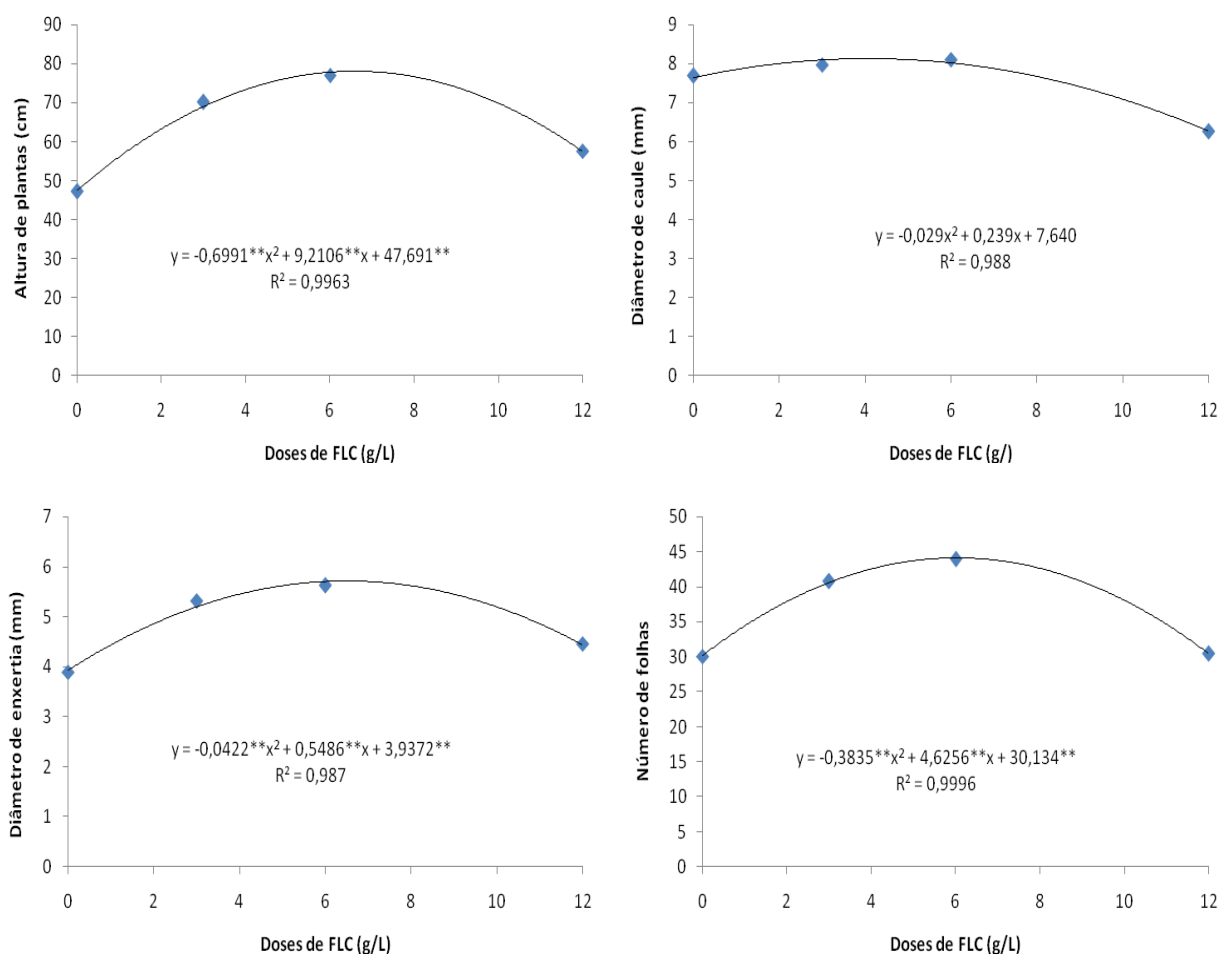 90
80
70
60
50
40
30
20
10
0
Altura de plantas (cm)
y = -0,6991**x² + 9,2106**x + 47,691**
R² = 0,9963
0 2 4 6 8 10 12
Doses de FLC (g/L)
9
8
7
6
5
4
3
2
1
0
Diâmetro de caule (mm)
y = -0,029x² + 0,239x + 7,640
R² = 0,988
0 2 4 6 8 10 12
Doses de FLC (g/)
7
6
5
4
3
2
1
0
Diâmetro de enxertia (mm)
y = -0,0422**x² + 0,5486**x + 3,9372**
R² = 0,987
0 2 4 6 8 10 12
Doses de FLC (g/L)
50
45
40
35
30
25
20
15
10
5
0
Número de folhas
y = -0,3835**x² + 4,6256**x + 30,134**
R² = 0,9996
0 2 4 6 8 10 12
Doses de FLC (g/L)